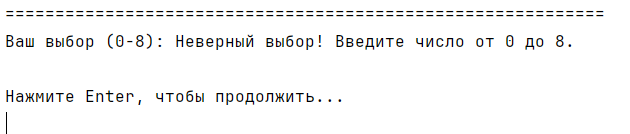 ============================================================
Ваш выбор (0-8): Неверный выбор! Введите число от 0 до 8.
Нажмите Enter, чтобы продолжить...